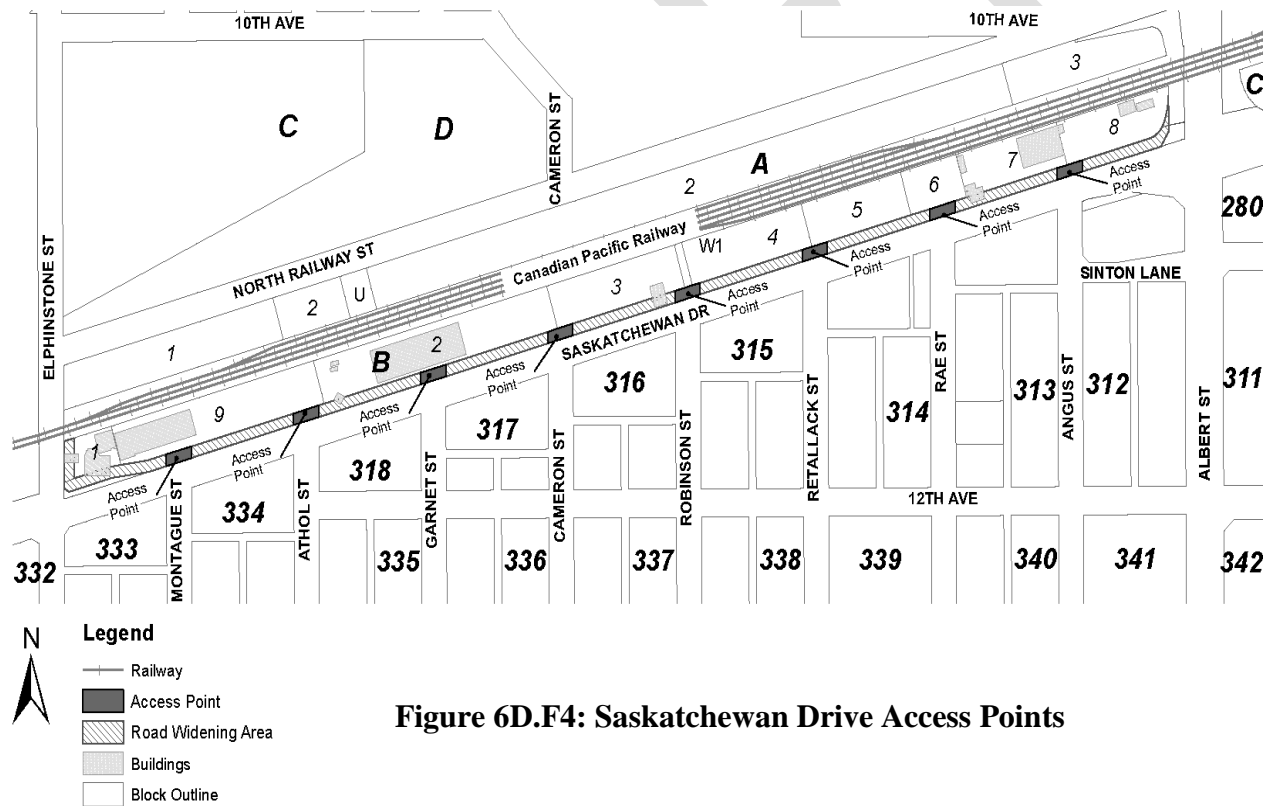 10TH AVE
10TH AVE
3
C
C
D
CAMERON ST
A
8
7
2
6
Access
Point
5
280
ELPHINSTONE ST
NORTH RAILWAY ST
Canadian Pacific Railway
W1
4
Access
Point
Access
Point
SINTON LANE
2
U
3
Access
Point
SASKATCHEWAN DR
1
B
2
Access
Point
315
316
RAE ST
313
ANGUS ST
312
311
9
Access
Point
317
314
ALBERT ST
1
Access
Point
318
GARNET ST
CAMERON ST
ROBINSON ST
RETALLACK ST
Access
Point
334
ATHOL ST
12TH AVE
333
MONTAGUE ST
332
335
336
337
338
339
340
341
342
N
Legend
Railway
Access Point
Road Widening Area
Buildings
Block Outline
Figure 6D.F4: Saskatchewan Drive Access Points